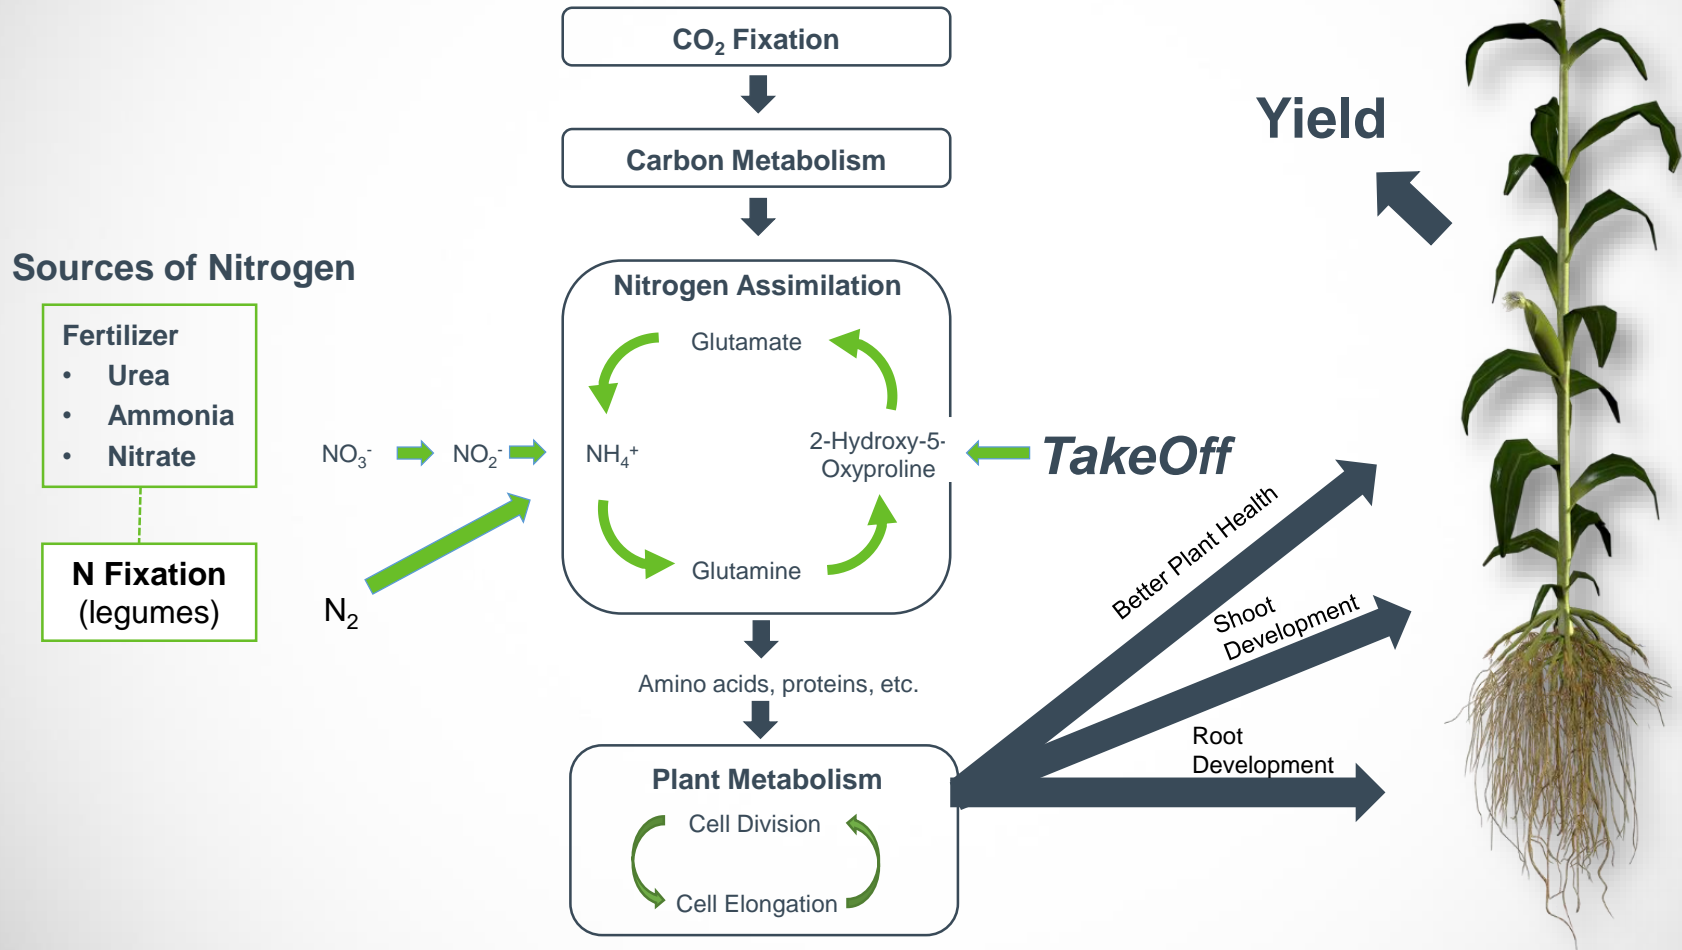 CO₂ Fixation
Carbon Metabolism
Yield
Sources of Nitrogen
Fertilizer
• Urea
• Ammonia
• Nitrate
N Fixation
(legumes)
NO₃⁻
NO₂⁻
N₂
Nitrogen Assimilation
Glutamate
NH₄⁺
2-Hydroxy-5-
Oxyproline
Glutamine
TakeOff
Amino acids, proteins, etc.
Plant Metabolism
Cell Division
Cell Elongation
Better Plant Health
Shoot
Development
Root
Development